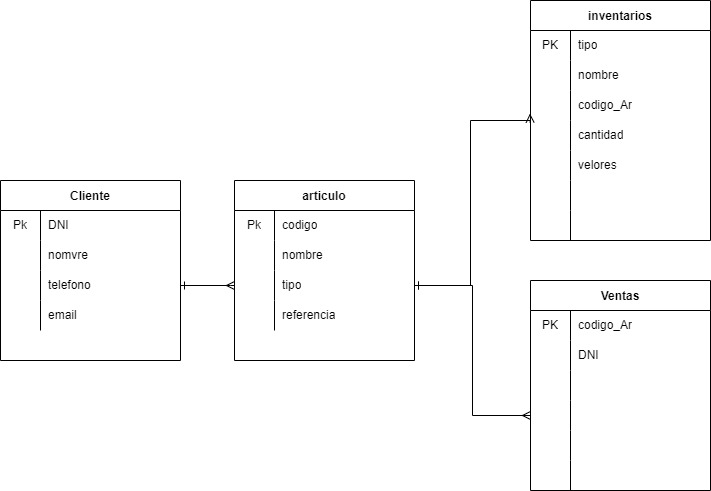 inventarios
PK tipo
nombre
codigo_Ar
cantidad
velores
Cliente
Pk DNI
nomvre
telefono
email
articulo
Pk codigo
nombre
tipo
referencia
Ventas
PK codigo_Ar
DNI